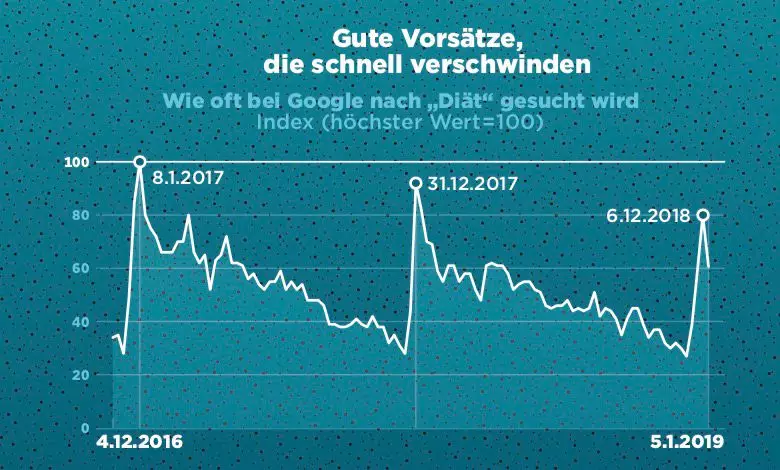 Gute Vorsätze,
die schnell verschwinden
Wie oft bei Google nach „Diät“ gesucht wird
Index (höchster Wert=100)
100
8.1.2017
31.12.2017
80
6.12.2018
60
40
20
0
4.12.2016
5.1.2019